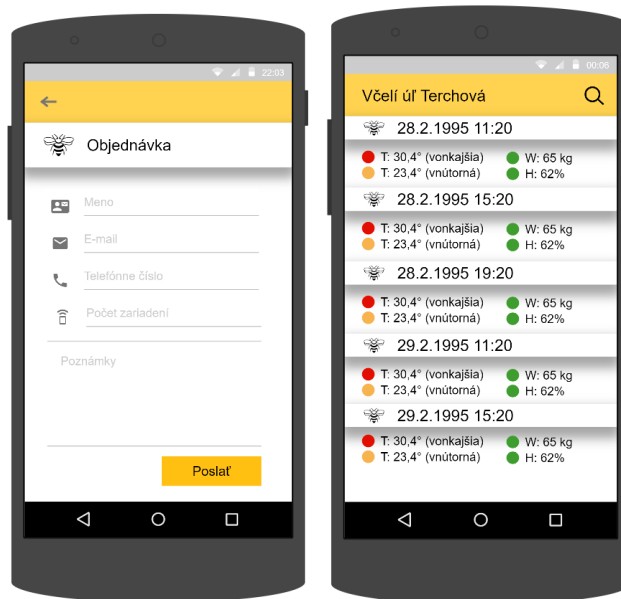 22:03
Objednávka
Meno
E-mail
Telefónne číslo
Počet zariadení
Poznámky
Poslať
00:06
Včelí úľ Terchová
28.2.1995 11:20
T: 30,4° (vonkajšia) W: 65 kg
T: 23,4° (vnútorná) H: 62%
28.2.1995 15:20
T: 30,4° (vonkajšia) W: 65 kg
T: 23,4° (vnútorná) H: 62%
28.2.1995 19:20
T: 30,4° (vonkajšia) W: 65 kg
T: 23,4° (vnútorná) H: 62%
29.2.1995 11:20
T: 30,4° (vonkajšia) W: 65 kg
T: 23,4° (vnútorná) H: 62%
29.2.1995 15:20
T: 30,4° (vonkajšia) W: 65 kg
T: 23,4° (vnútorná) H: 62%